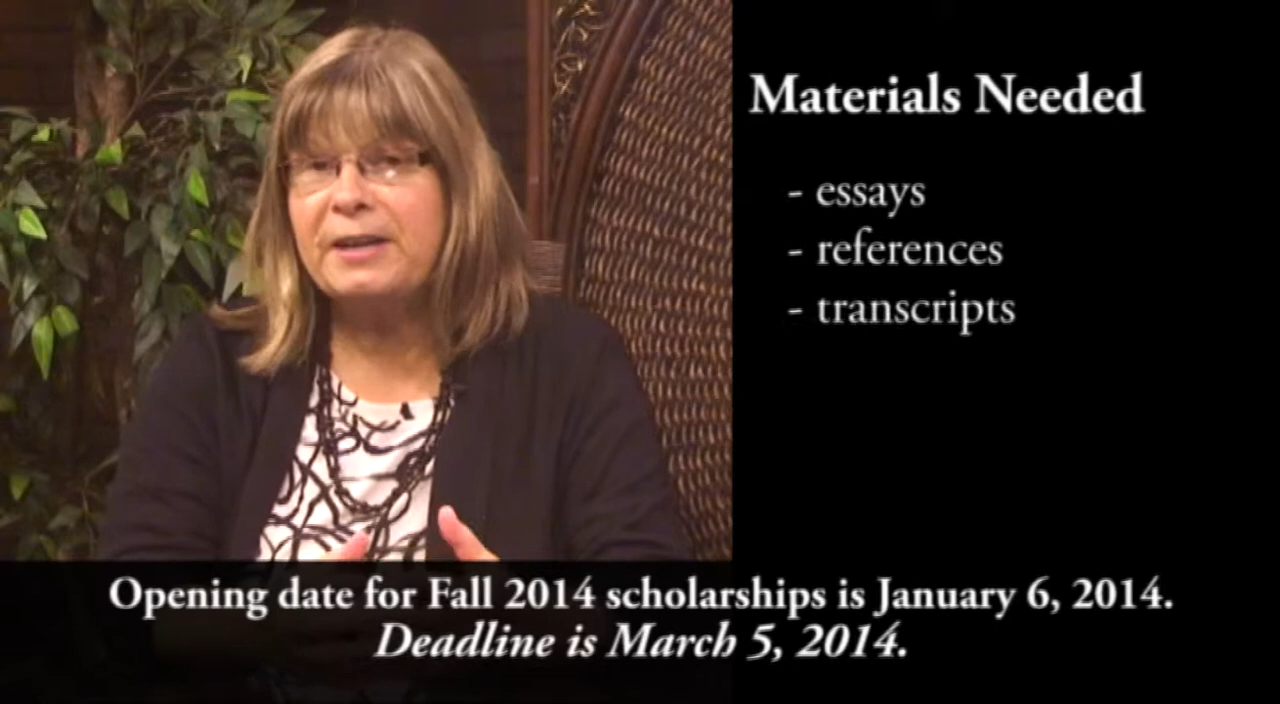 Materials Needed
- essays
- references
- transcripts
Opening date for Fall 2014 scholarships is January 6, 2014.
Deadline is March 5, 2014.